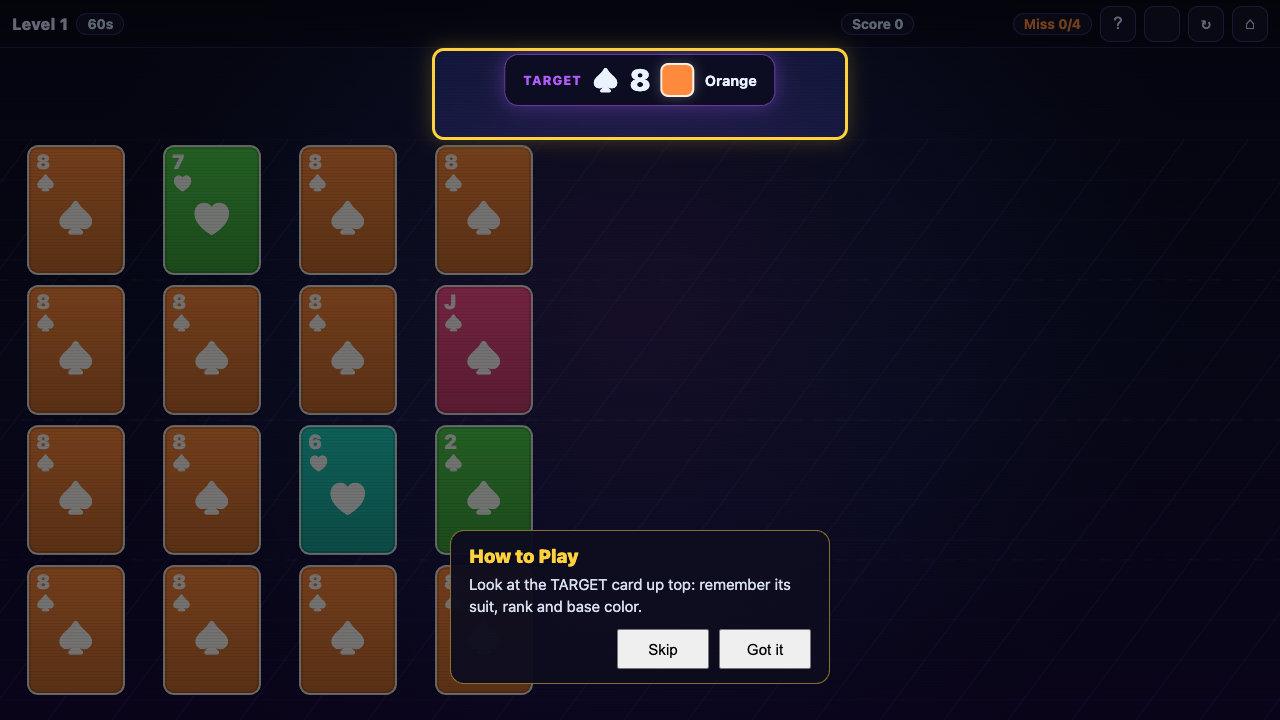 Level 1 60s Score 0 Miss 0/4 ? ↻ ⌂
TARGET 8 Orange
8 7 8 8
8 8 8 J
8 8 6 2
8 8 8
How to Play
Look at the TARGET card up top: remember its
suit, rank and base color.
Skip Got it